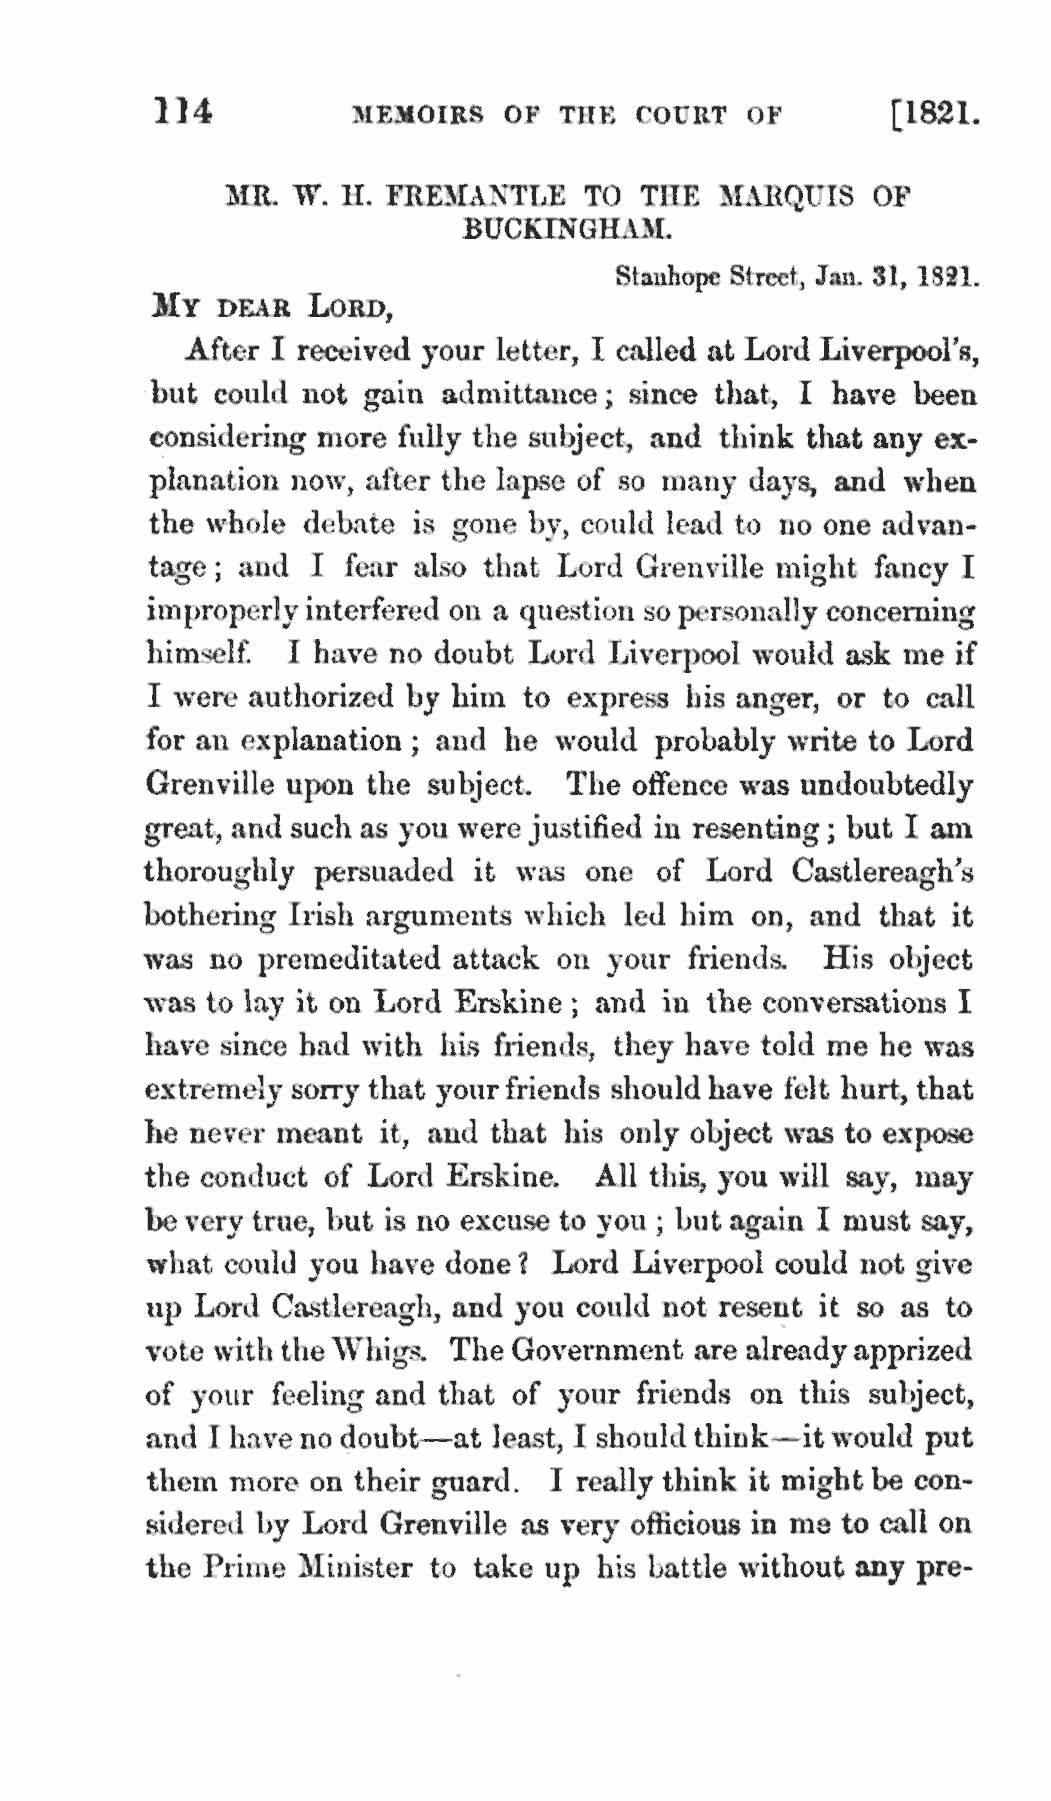 114 MEMOIRS OF THE COURT OF [1821.
MR. W. H. FREMANTLE TO THE MARQUIS OF
BUCKINGHAM.
Stanhope Street, Jan. 31, 1821.
MY DEAR LORD,
After I received your letter, I called at Lord Liverpool's,
but could not gain admittance; since that, I have been
considering more fully the subject, and think that any ex-
planation now, after the lapse of so many days, and when
the whole debate is gone by, could lead to no one advan-
tage; and I fear also that Lord Grenville might fancy I
improperly interfered on a question so personally concerning
himself. I have no doubt Lord Liverpool would ask me if
I were authorized by him to express his anger, or to call
for an explanation; and he would probably write to Lord
Grenville upon the subject. The offence was undoubtedly
great, and such as you were justified in resenting; but I am
thoroughly persuaded it was one of Lord Castlereagh's
bothering Irish arguments which led him on, and that it
was no premeditated attack on your friends. His object
was to lay it on Lord Erskine; and in the conversations I
have since had with his friends, they have told me he was
extremely sorry that your friends should have felt hurt, that
he never meant it, and that his only object was to expose
the conduct of Lord Erskine. All this, you will say, may
be very true, but is no excuse to you; but again I must say,
what could you have done? Lord Liverpool could not give
up Lord Castlereagh, and you could not resent it so as to
vote with the Whigs. The Government are already apprized
of your feeling and that of your friends on this subject,
and I have no doubt—at least, I should think—it would put
them more on their guard. I really think it might be con-
sidered by Lord Grenville as very officious in me to call on
the Prime Minister to take up his battle without any pre-